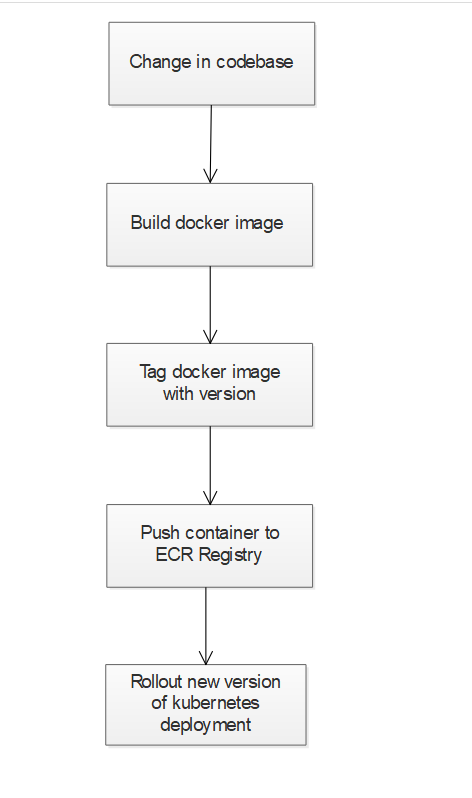 Change in codebase
Build docker image
Tag docker image
with version
Push container to
ECR Registry
Rollout new version
of kubernetes
deployment